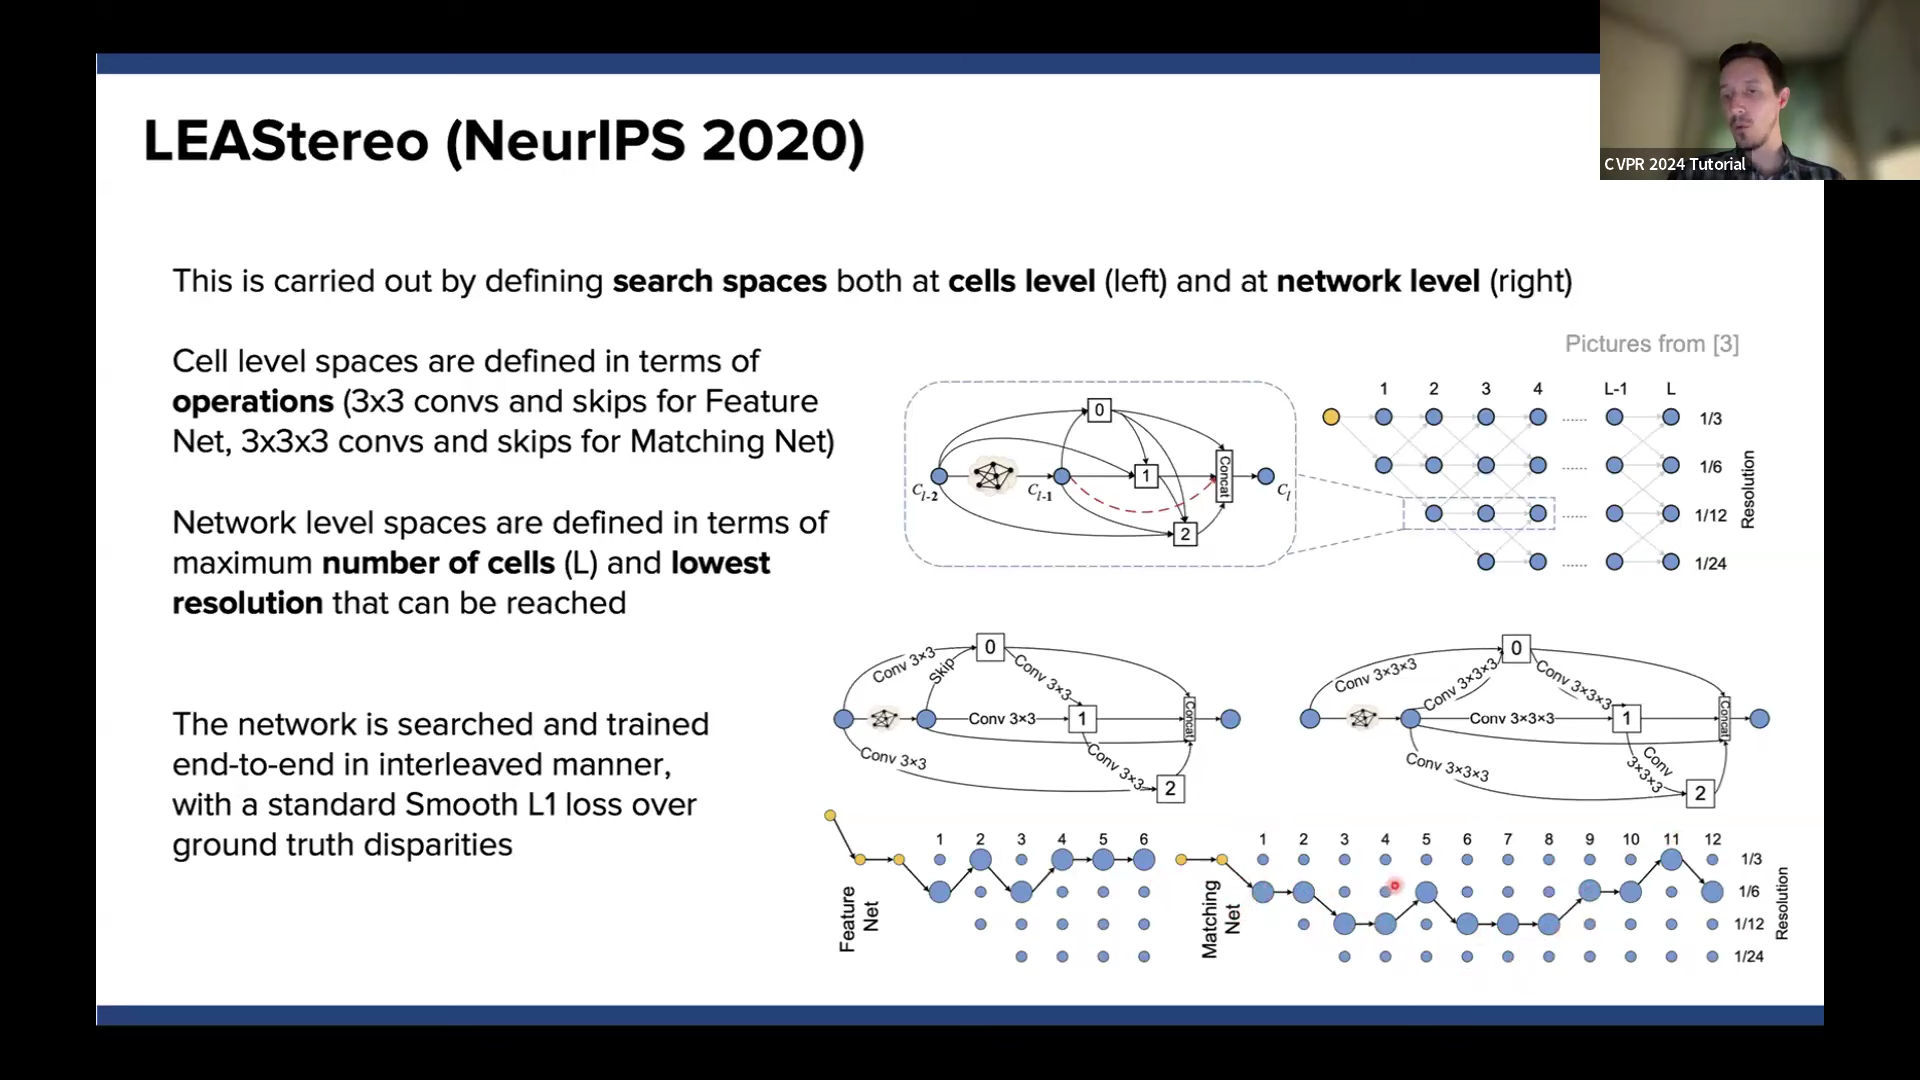 CVPR 2024 Tutorial
LEAStereo (NeurIPS 2020)
This is carried out by defining search spaces both at cells level (left) and at network level (right)
Cell level spaces are defined in terms of
operations (3x3 convs and skips for Feature
Net, 3x3x3 convs and skips for Matching Net)
Network level spaces are defined in terms of
maximum number of cells (L) and lowest
resolution that can be reached
The network is searched and trained
end-to-end in interleaved manner,
with a standard Smooth L1 loss over
ground truth disparities
Pictures from [3]
0
1
2
Concat
C_{l-2}
C_{l-1}
C_l
1 2 3 4 ...... L-1 L
1/3
1/6
...... 1/12
...... 1/24
Resolution
Conv 3×3
Skip
0
Conv 3×3
Conv 3×3
1
Concat
Conv 3×3
Conv 3×3
2
Conv 3×3×3
Conv 3×3×3
0
Conv 3×3×3
Conv 3×3×3
1
Concat
Conv 3×3×3
Conv
3×3×3
2
1 2 3 4 5 6
Feature
Net
1 2 3 4 5 6 7 8 9 10 11 12
Matching
Net
1/3
1/6
1/12
1/24
Resolution